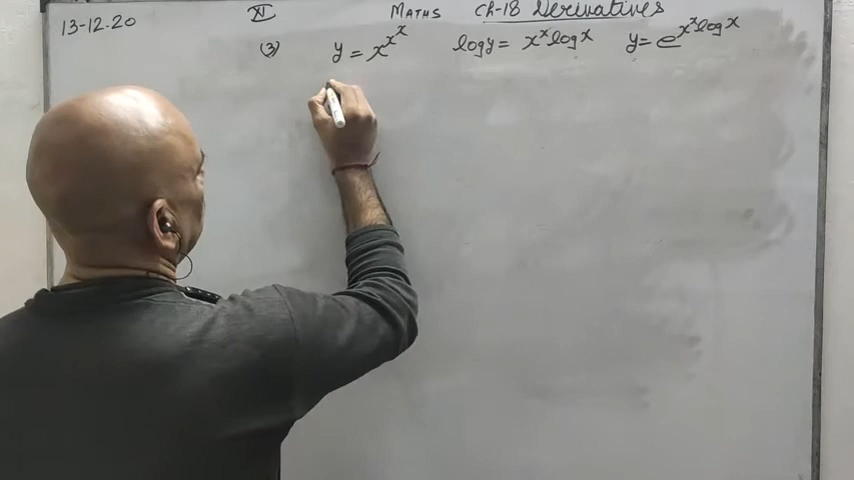 13-12-20 XI MATHS Ch-18 Derivatives
(3) y = x^x^x log y = x^x log x y = e^x^x log x